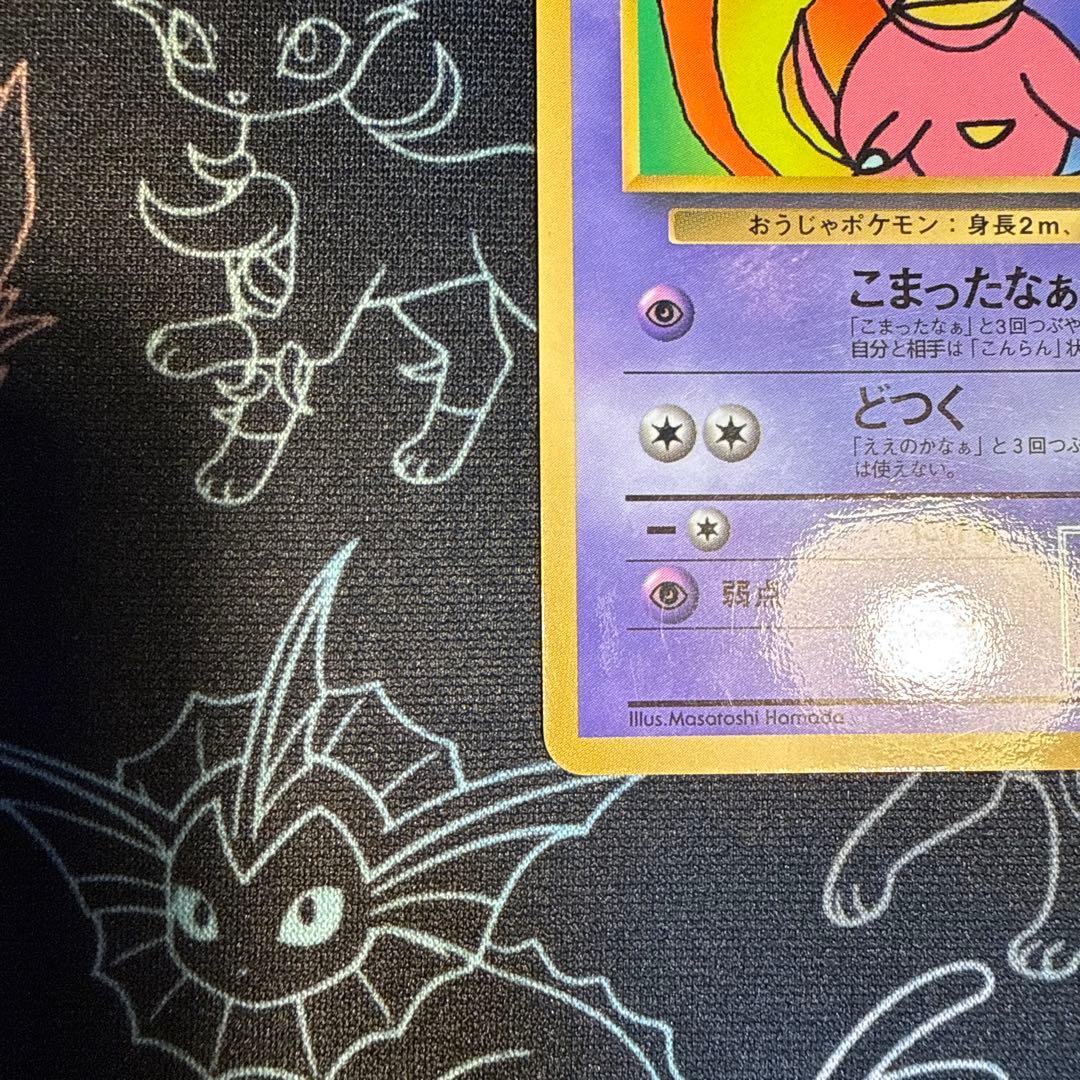 おうじゃポケモン：身長2m、
こまったなぁ
「こまったなぁ」と3回つぶや
自分と相手は「こんらん」状
どつく
「ええのかなぁ」と3回つぶ
は使えない。
弱点
Illus.Masatoshi Hamada